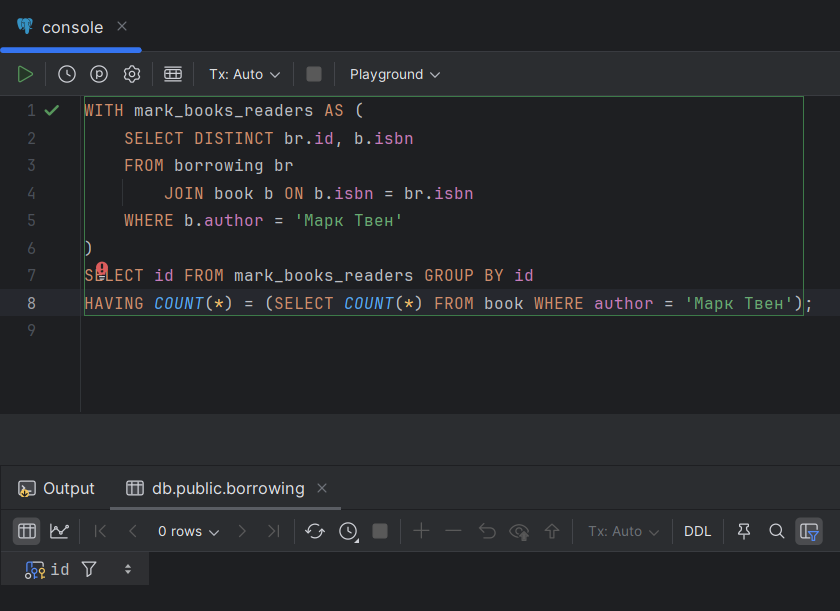 console
Tx: Auto
Playground
1 WITH mark_books_readers AS (
2 SELECT DISTINCT br.id, b.isbn
3 FROM borrowing br
4 JOIN book b ON b.isbn = br.isbn
5 WHERE b.author = 'Марк Твен'
6 )
7 SELECT id FROM mark_books_readers GROUP BY id
8 HAVING COUNT(*) = (SELECT COUNT(*) FROM book WHERE author = 'Марк Твен');
9
Output db.public.borrowing
0 rows Tx: Auto DDL
id